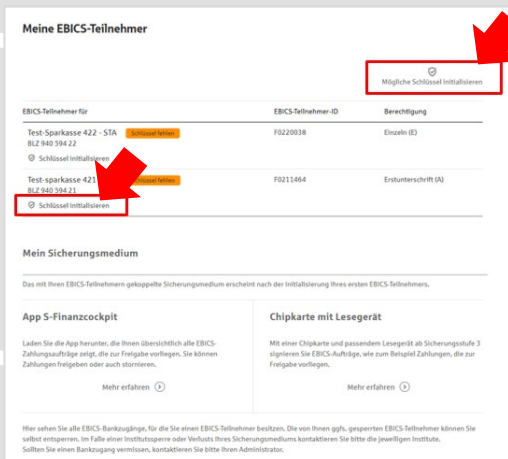 Meine EBICS-Teilnehmer
Mögliche Schlüssel initialisieren
EBICS-Teilnehmer für EBICS-Teilnehmer-ID Berechtigung
Test-Sparkasse 422 - STA Schlüssel fehlen F0220038 Einzeln (E)
BLZ 940 594 22
Schlüssel initialisieren
Test-sparkasse 421 Schlüssel fehlen F0211464 Erstunterschrift (A)
BLZ 940 594 21
Schlüssel initialisieren
Mein Sicherungsmedium
Das mit Ihren EBICS-Teilnehmern gekoppelte Sicherungsmedium erscheint nach der Initialisierung Ihres ersten EBICS-Teilnehmers.
App S-Finanzcockpit
Laden Sie die App herunter, die Ihnen übersichtlich alle EBICS-
Zahlungsaufträge zeigt, die zur Freigabe vorliegen. Sie können
Zahlungen freigeben oder auch stornieren.
Mehr erfahren
Chipkarte mit Lesegerät
Mit einer Chipkarte und passendem Lesegerät ab Sicherungsstufe 3
signieren Sie EBICS-Aufträge, wie zum Beispiel Zahlungen, die zur
Freigabe vorliegen.
Mehr erfahren
Hier sehen Sie alle EBICS-Bankzugänge, für die Sie einen EBICS-Teilnehmer besitzen. Die von Ihnen ggfs. gesperrten EBICS-Teilnehmer können Sie
selbst entsperren. Im Falle einer Institutssperre oder Verlusts Ihres Sicherungsmediums kontaktieren Sie bitte die jeweiligen Institute.
Sollten Sie einen Bankzugang vermissen, kontaktieren Sie bitte Ihren Administrator.